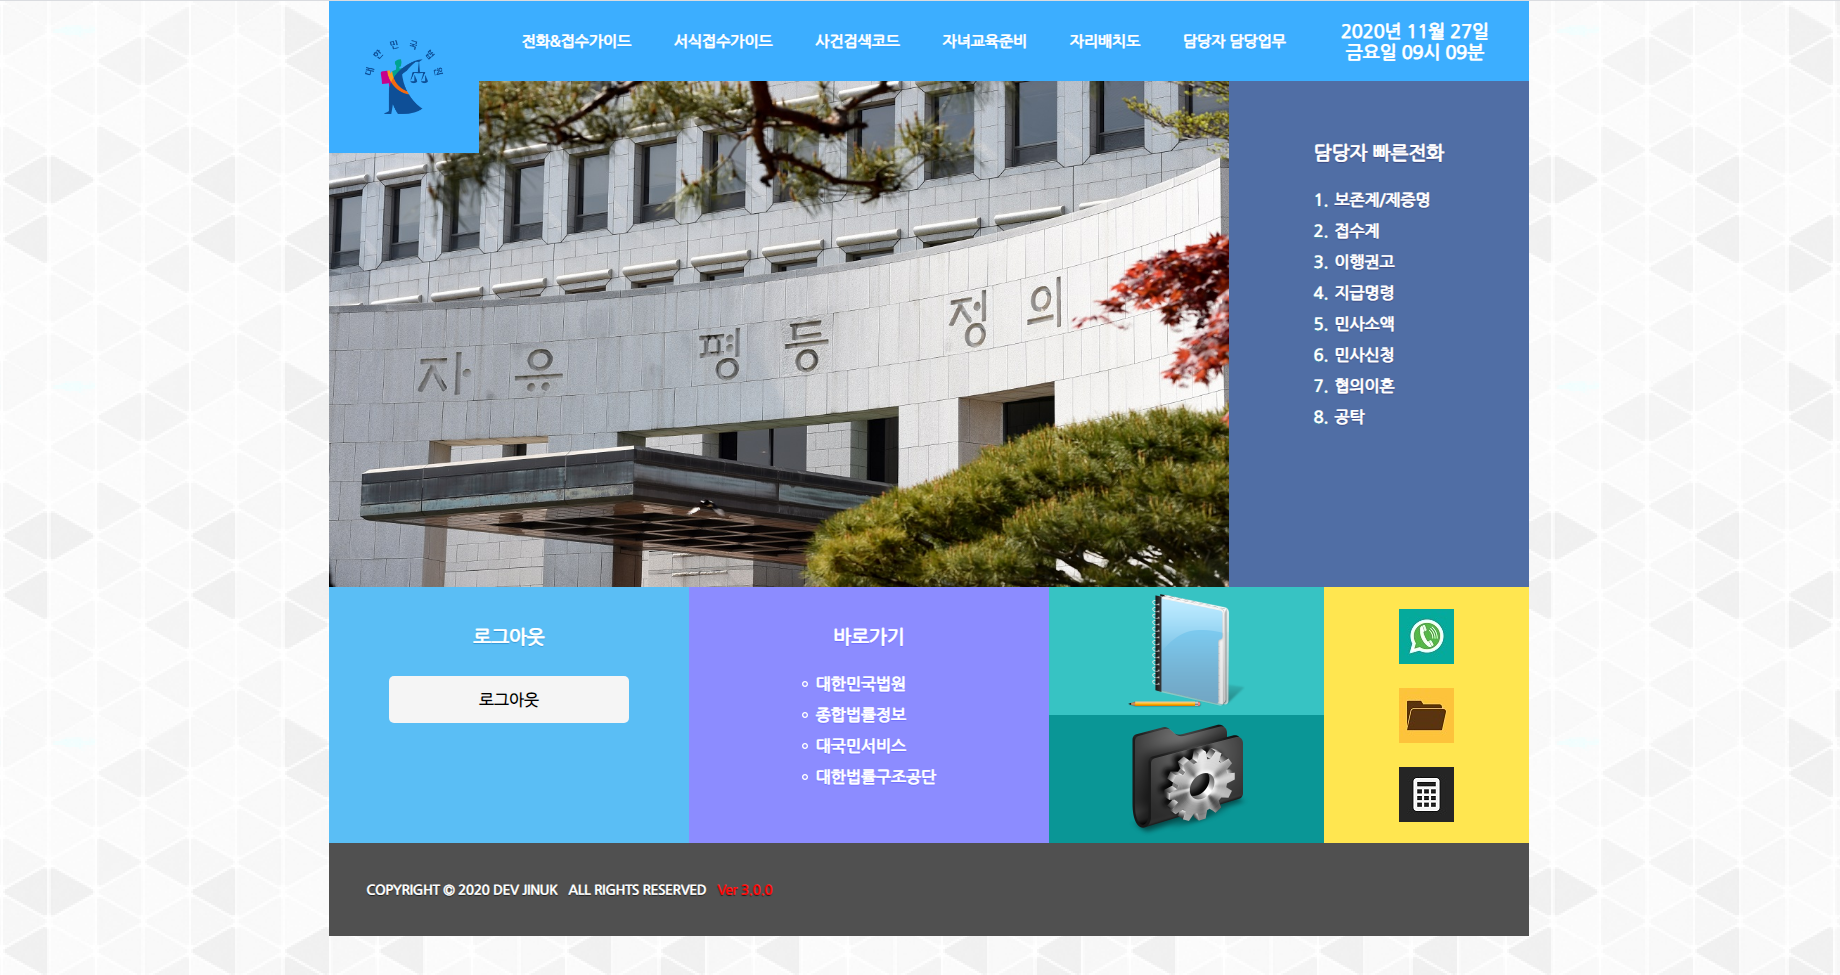 대한민국법원
전화&접수가이드
서식접수가이드
사건검색코드
자녀교육준비
자리배치도
담당자 담당업무
2020년 11월 27일
금요일 09시 09분
자유 평등 정의
담당자 빠른전화
1. 보존계/제증명
2. 접수계
3. 이행권고
4. 지급명령
5. 민사소액
6. 민사신청
7. 협의이혼
8. 공탁
로그아웃
로그아웃
바로가기
대한민국법원
종합법률정보
대국민서비스
대한법률구조공단
COPYRIGHT © 2020 DEV JINUK ALL RIGHTS RESERVED Ver 3.0.0